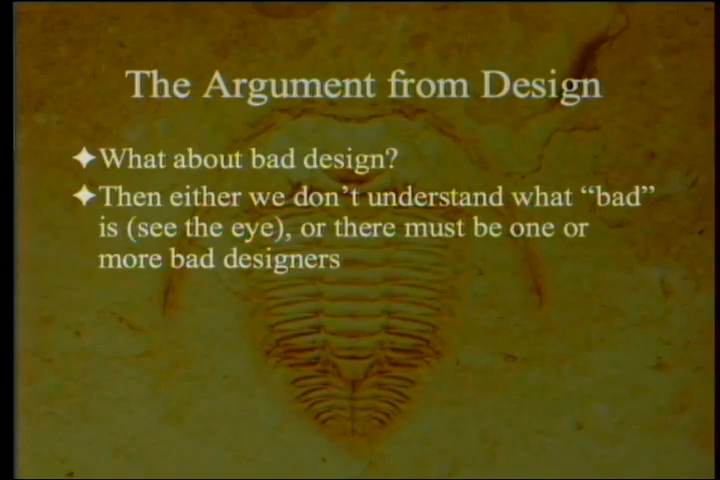 The Argument from Design
What about bad design?
Then either we don't understand what “bad”
is (see the eye), or there must be one or
more bad designers